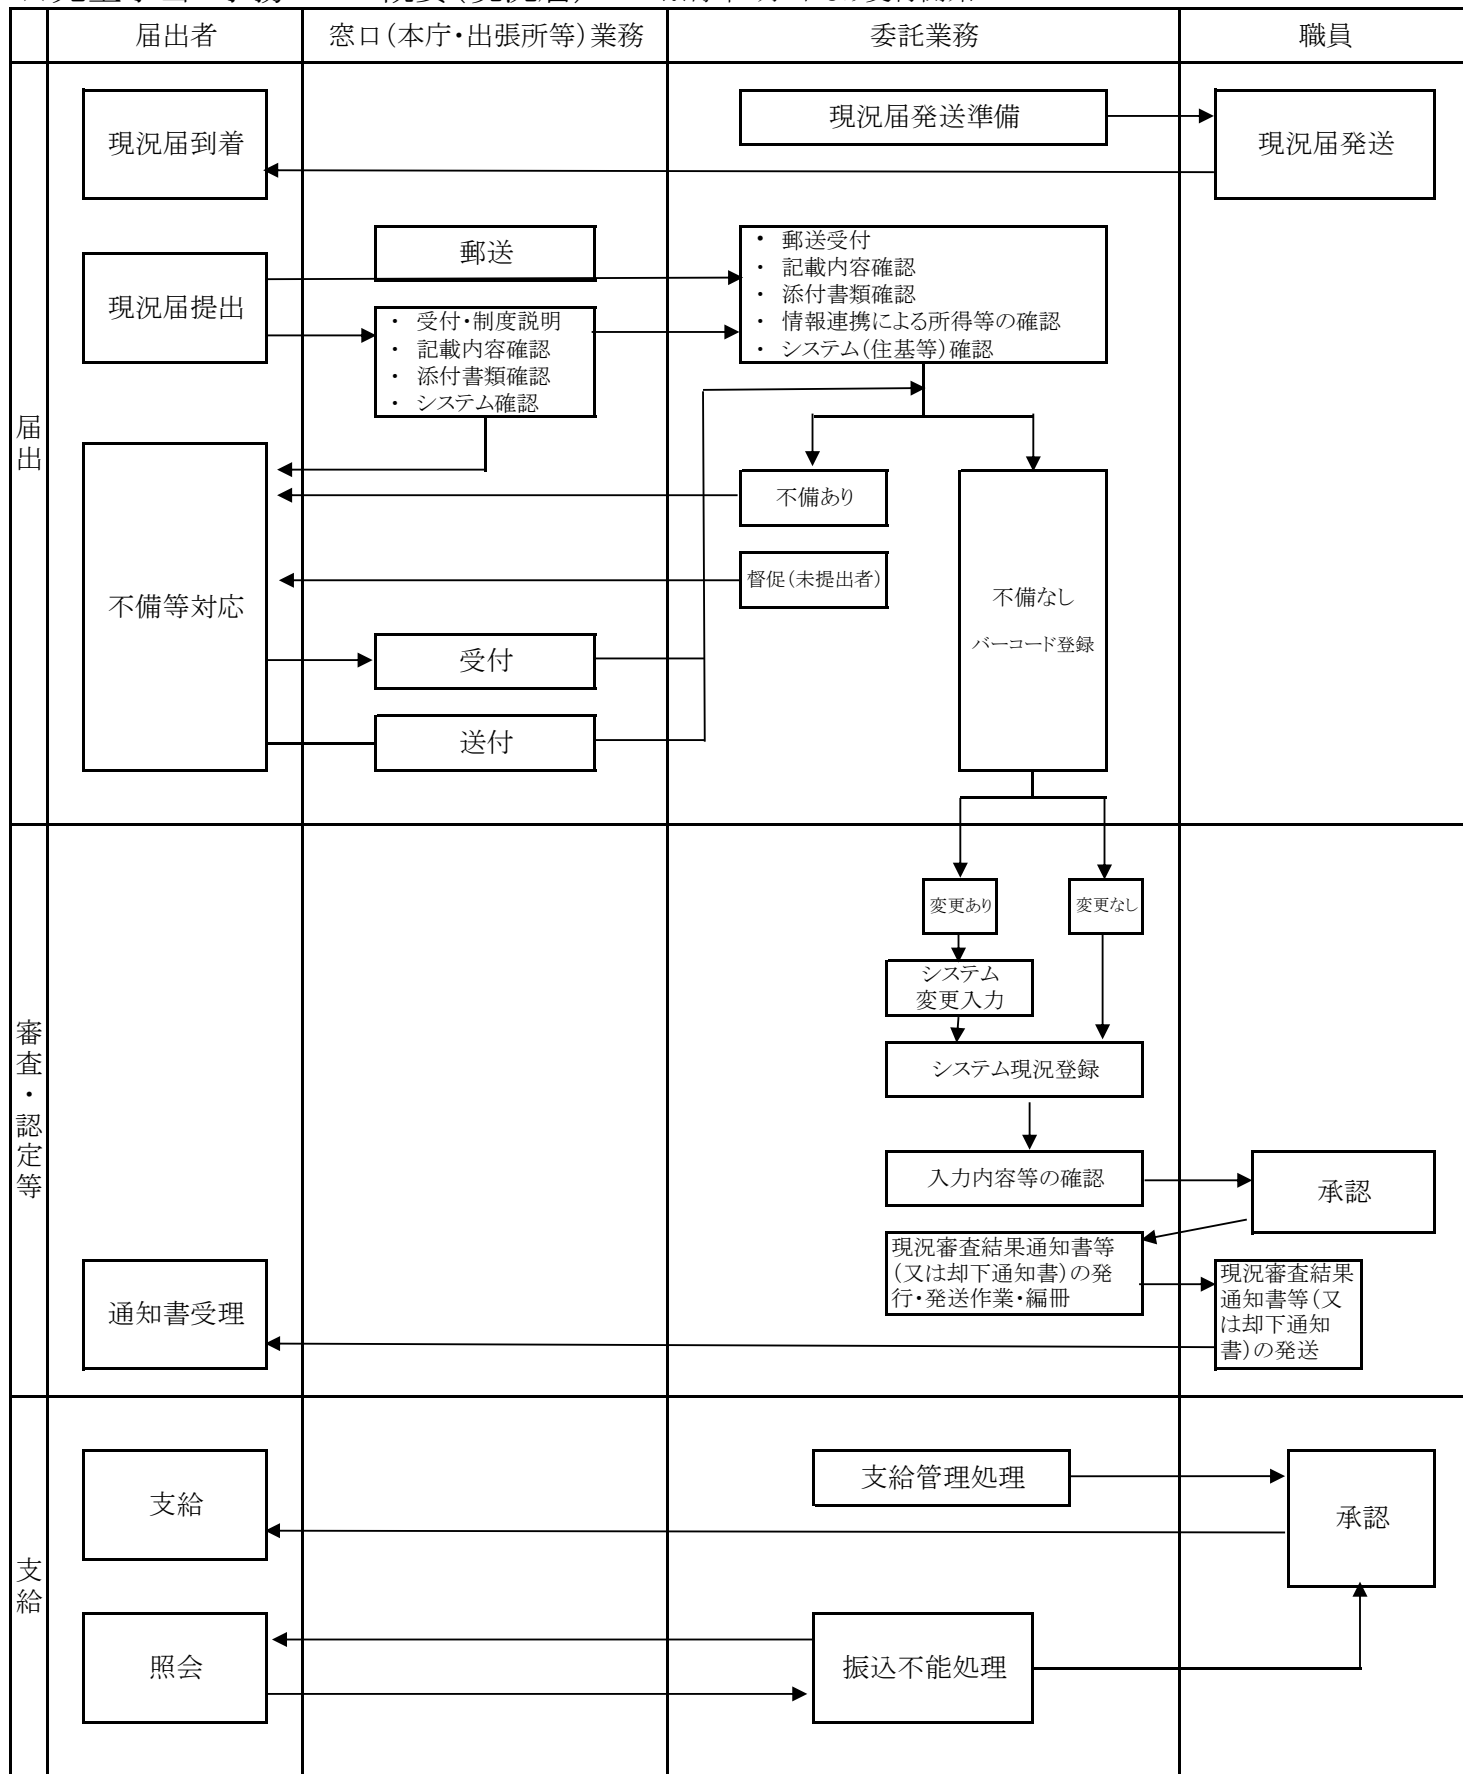 届出者
窓口(本庁・出張所等)業務
委託業務
職員
届出
現況届到着
現況届発送準備
現況届発送
現況届提出
郵送
・ 受付・制度説明
・ 記載内容確認
・ 添付書類確認
・ システム確認
・ 郵送受付
・ 記載内容確認
・ 添付書類確認
・ 情報連携による所得等の確認
・ システム(住基等)確認
不備等対応
不備あり
督促(未提出者)
不備なし
バーコード登録
受付
送付
審査・認定等
変更あり
変更なし
システム
変更入力
システム現況登録
入力内容等の確認
承認
現況審査結果通知書等
(又は却下通知書)の発
行・発送作業・編冊
現況審査結果
通知書等(又
は却下通知
書)の発送
通知書受理
支給
支給
支給管理処理
承認
照会
振込不能処理